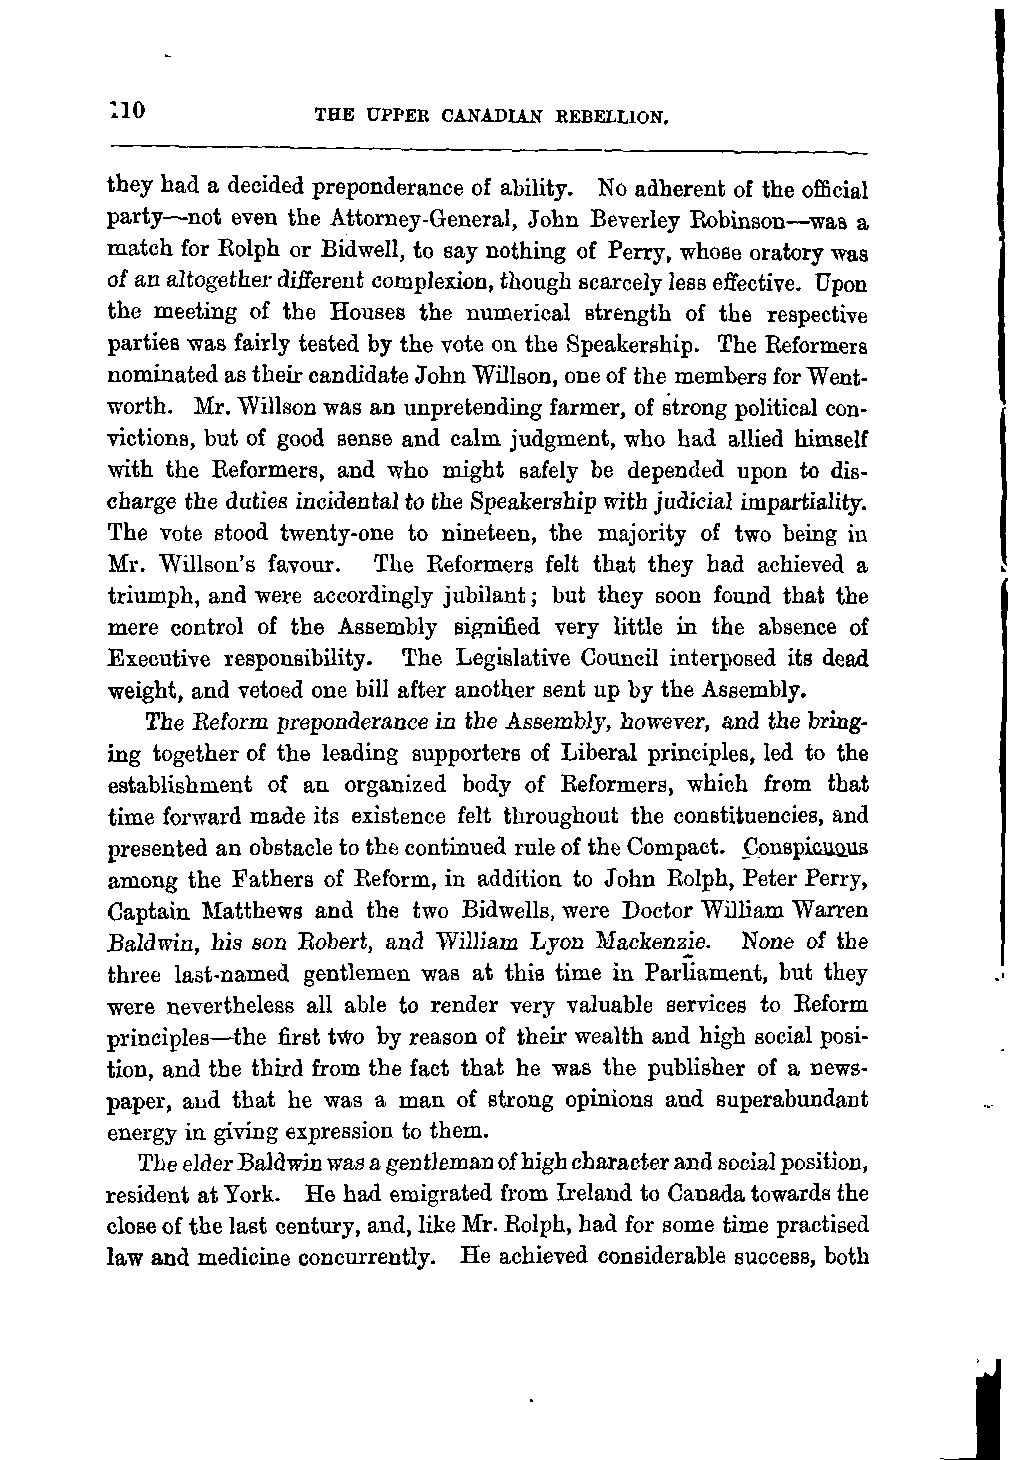 110 THE UPPER CANADIAN REBELLION.
they had a decided preponderance of ability. No adherent of the official
party—not even the Attorney-General, John Beverley Robinson—was a
match for Rolph or Bidwell, to say nothing of Perry, whose oratory was
of an altogether different complexion, though scarcely less effective. Upon
the meeting of the Houses the numerical strength of the respective
parties was fairly tested by the vote on the Speakership. The Reformers
nominated as their candidate John Willson, one of the members for Went-
worth. Mr. Willson was an unpretending farmer, of strong political con-
victions, but of good sense and calm judgment, who had allied himself
with the Reformers, and who might safely be depended upon to dis-
charge the duties incidental to the Speakership with judicial impartiality.
The vote stood twenty-one to nineteen, the majority of two being in
Mr. Willson's favour. The Reformers felt that they had achieved a
triumph, and were accordingly jubilant; but they soon found that the
mere control of the Assembly signified very little in the absence of
Executive responsibility. The Legislative Council interposed its dead
weight, and vetoed one bill after another sent up by the Assembly.
The Reform preponderance in the Assembly, however, and the bring-
ing together of the leading supporters of Liberal principles, led to the
establishment of an organized body of Reformers, which from that
time forward made its existence felt throughout the constituencies, and
presented an obstacle to the continued rule of the Compact. Conspicuous
among the Fathers of Reform, in addition to John Rolph, Peter Perry,
Captain Matthews and the two Bidwells, were Doctor William Warren
Baldwin, his son Robert, and William Lyon Mackenzie. None of the
three last-named gentlemen was at this time in Parliament, but they
were nevertheless all able to render very valuable services to Reform
principles—the first two by reason of their wealth and high social posi-
tion, and the third from the fact that he was the publisher of a news-
paper, and that he was a man of strong opinions and superabundant
energy in giving expression to them.
The elder Baldwin was a gentleman of high character and social position,
resident at York. He had emigrated from Ireland to Canada towards the
close of the last century, and, like Mr. Rolph, had for some time practised
law and medicine concurrently. He achieved considerable success, both